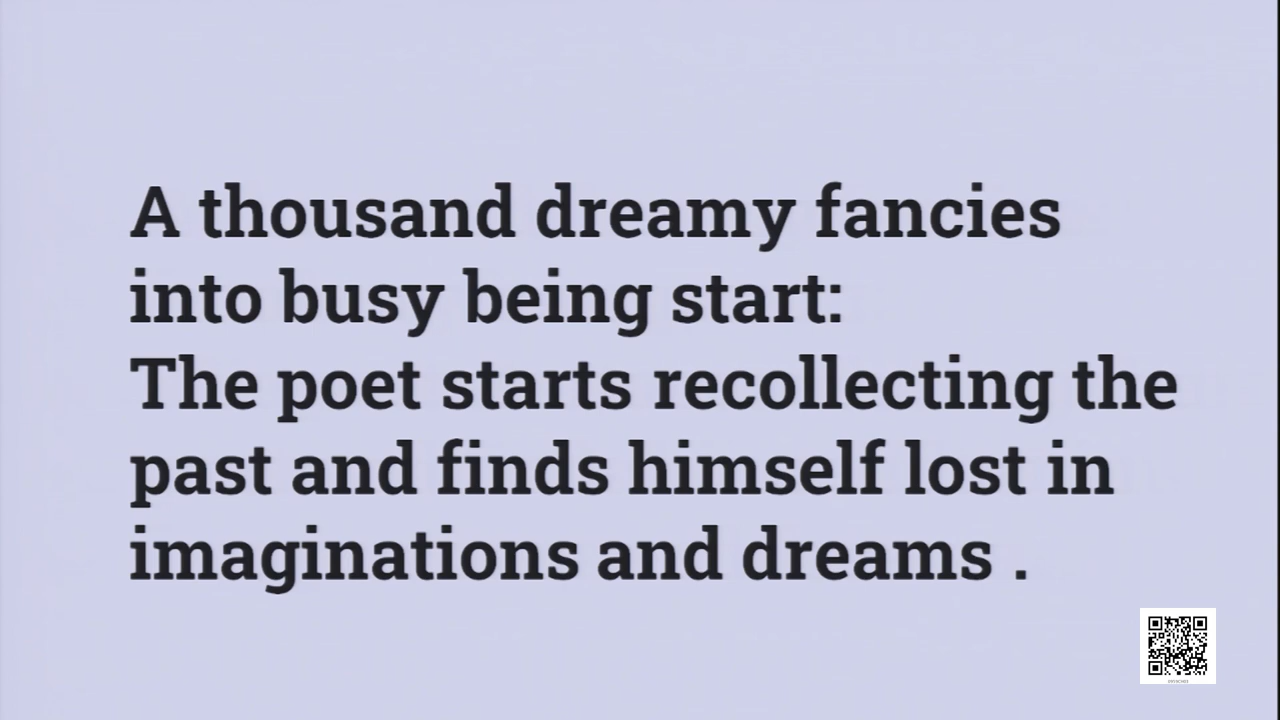 A thousand dreamy fancies
into busy being start:
The poet starts recollecting the
past and finds himself lost in
imaginations and dreams .